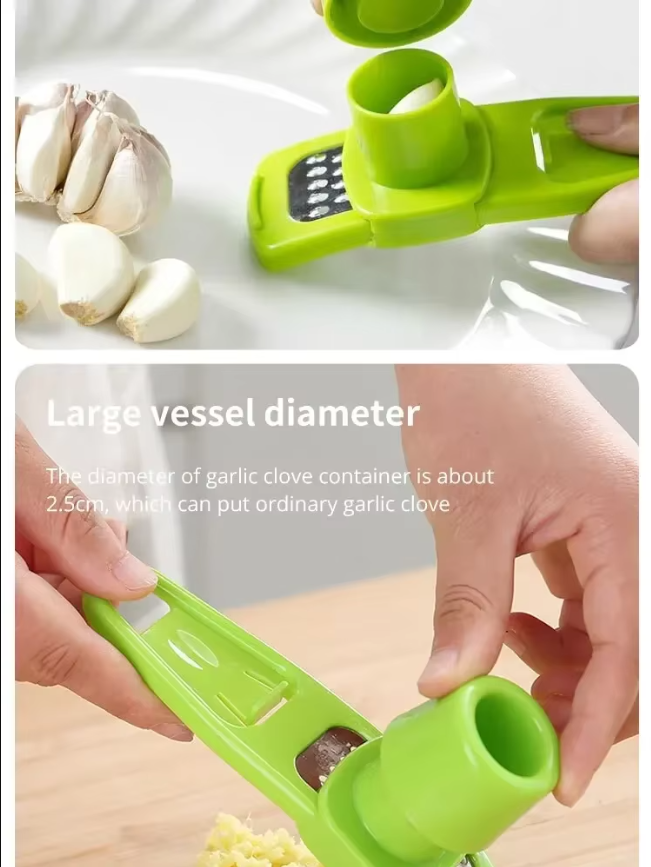 Large vessel diameter
The diameter of garlic clove container is about
2.5cm, which can put ordinary garlic clove